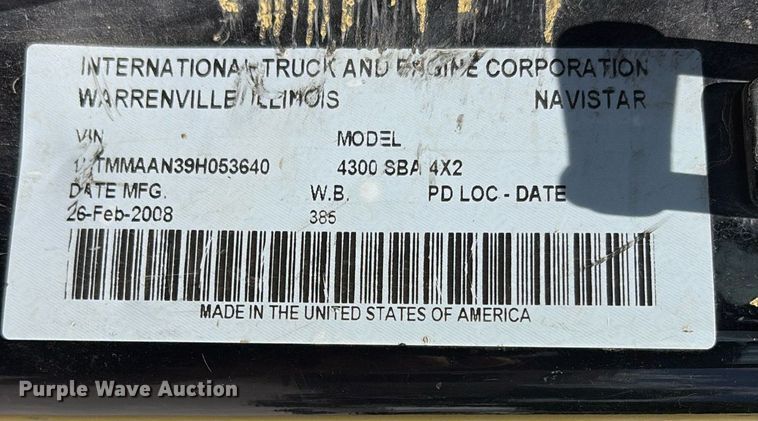 INTERNATIONAL TRUCK AND ENGINE CORPORATION
WARRENVILLE ILLINOIS NAVISTAR
VIN MODEL
4300 SBA 4X2
DATE MFG. W.B. PD LOC - DATE
26-Feb-2008 385
MADE IN THE UNITED STATES OF AMERICA
Purple Wave Auction